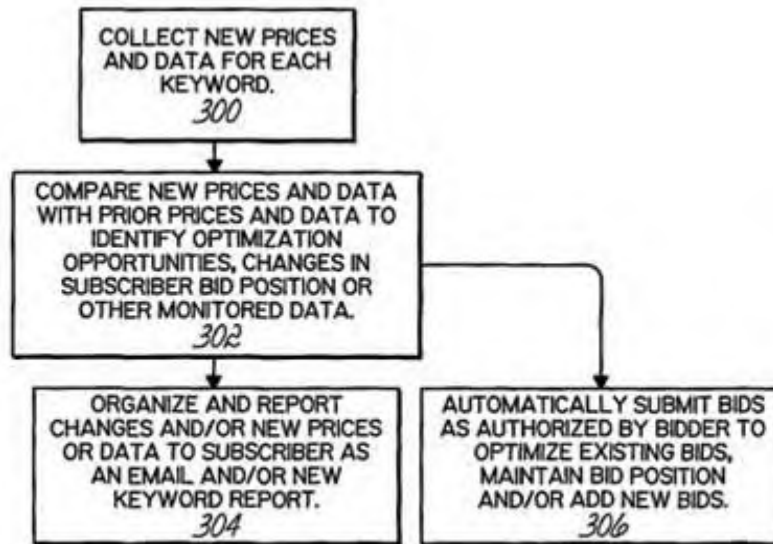 COLLECT NEW PRICES
AND DATA FOR EACH
KEYWORD.
300
COMPARE NEW PRICES AND DATA
WITH PRIOR PRICES AND DATA TO
IDENTIFY OPTIMIZATION
OPPORTUNITIES, CHANGES IN
SUBSCRIBER BID POSITION OR
OTHER MONITORED DATA.
302
ORGANIZE AND REPORT
CHANGES AND/OR NEW PRICES
OR DATA TO SUBSCRIBER AS
AN EMAIL AND/OR NEW
KEYWORD REPORT.
304
AUTOMATICALLY SUBMIT BIDS
AS AUTHORIZED BY BIDDER TO
OPTIMIZE EXISTING BIDS,
MAINTAIN BID POSITION
AND/OR ADD NEW BIDS.
306